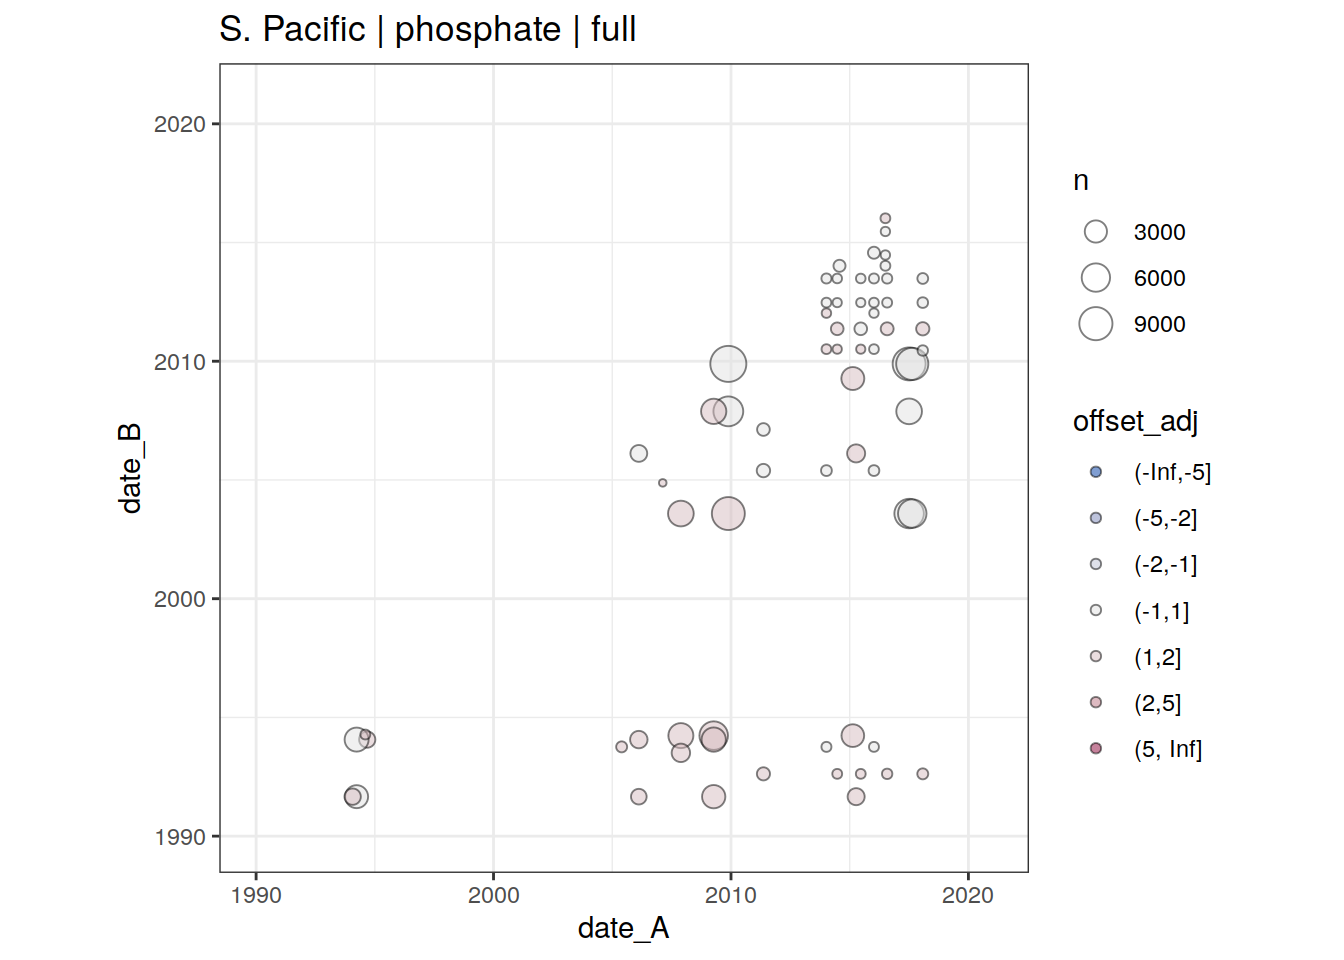 S. Pacific | phosphate | full
2020
2010
2000
1990
date_B
1990
2000
2010
2020
date_A
n
3000
6000
9000
offset_adj
(-Inf,-5]
(-5,-2]
(-2,-1]
(-1,1]
(1,2]
(2,5]
(5, Inf]